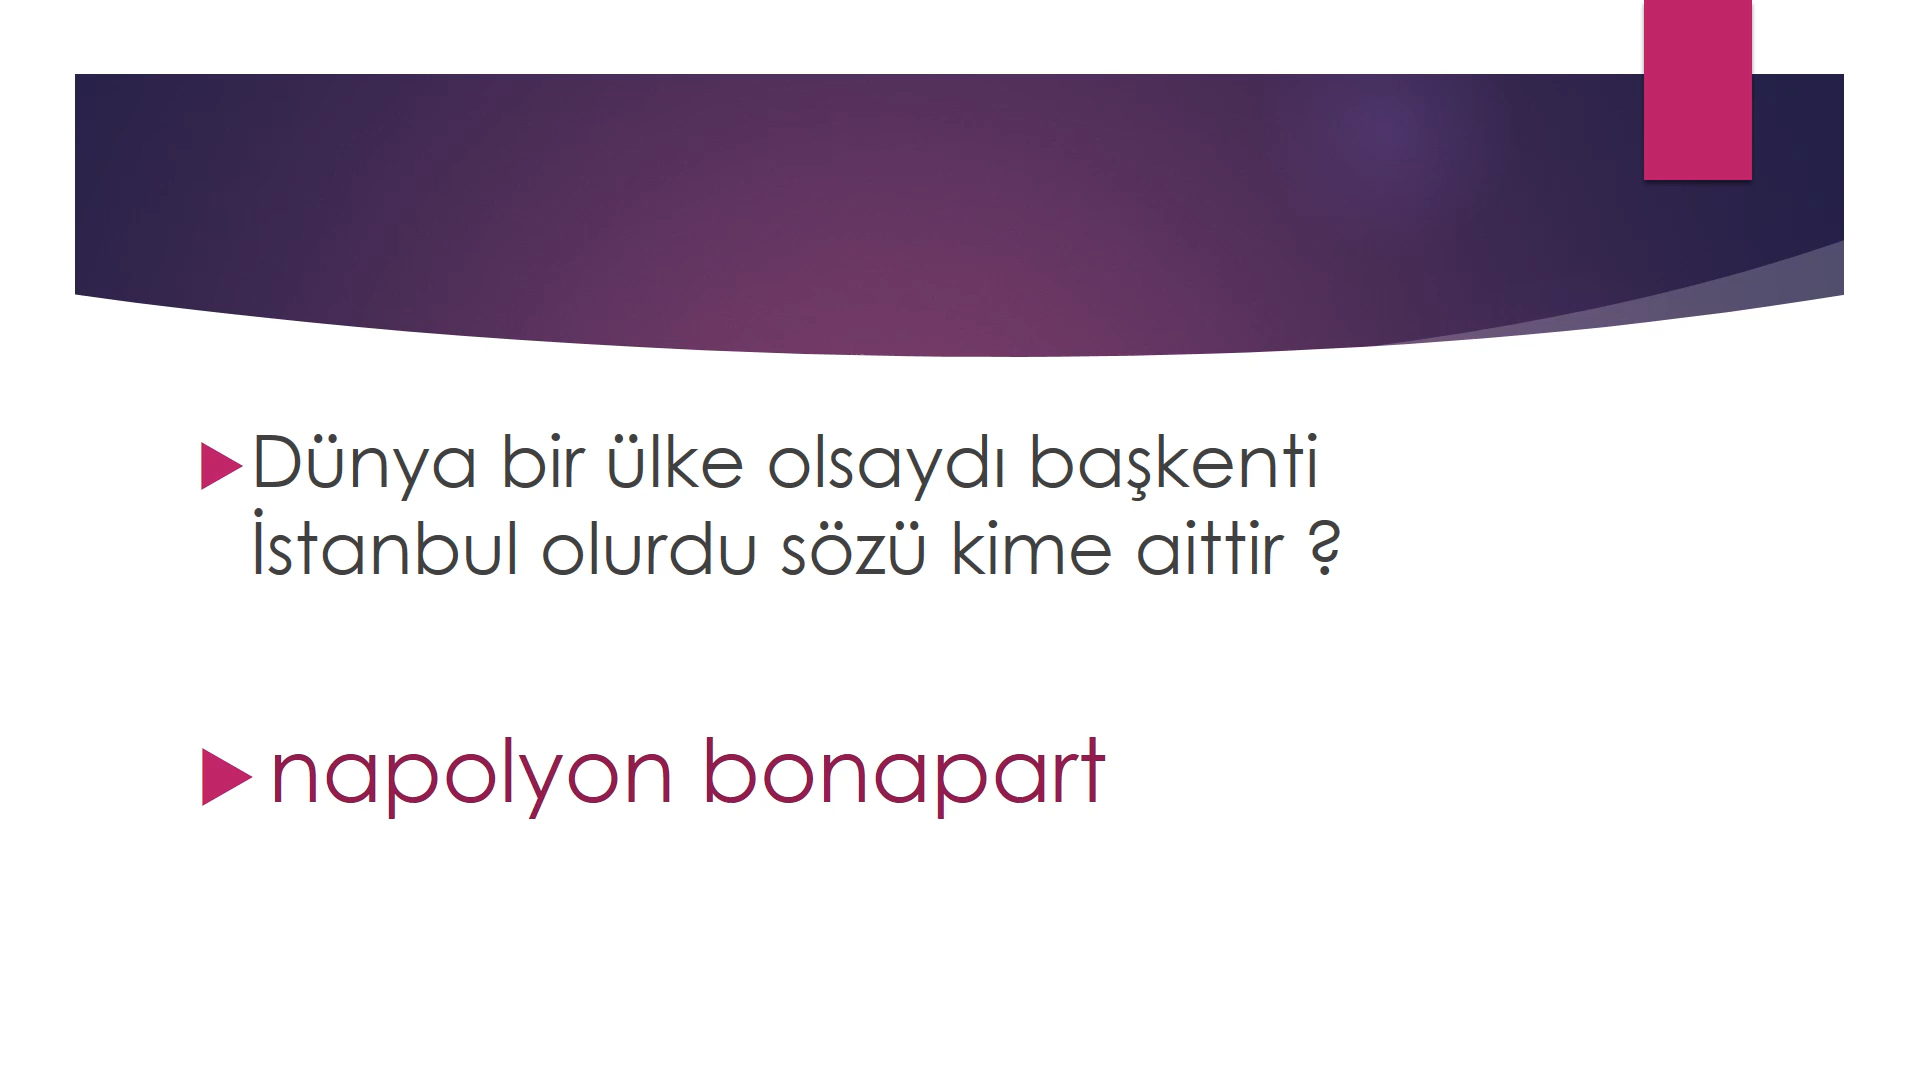 Dünya bir ülke olsaydı başkenti
İstanbul olurdu sözü kime aittir ?
napolyon bonapart